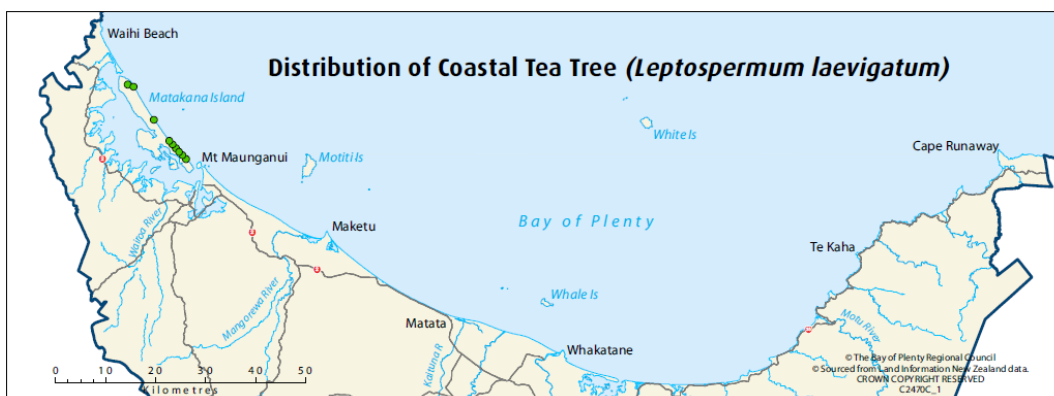 Waihi Beach
Distribution of Coastal Tea Tree (Leptospermum laevigatum)
Matakana Island
White Is
Cape Runaway
Mt Maunganui
Motiti Is
Bay of Plenty
Wairoa River
Maketu
Te Kaha
Mangorewa River
Whale Is
Matata
Motu River
Kaituna R
Whakatane
0 10 20 30 40 50
Kilometres
© The Bay of Plenty Regional Council
© Sourced from Land Information New Zealand data.
CROWN COPYRIGHT RESERVED
C2470C_1